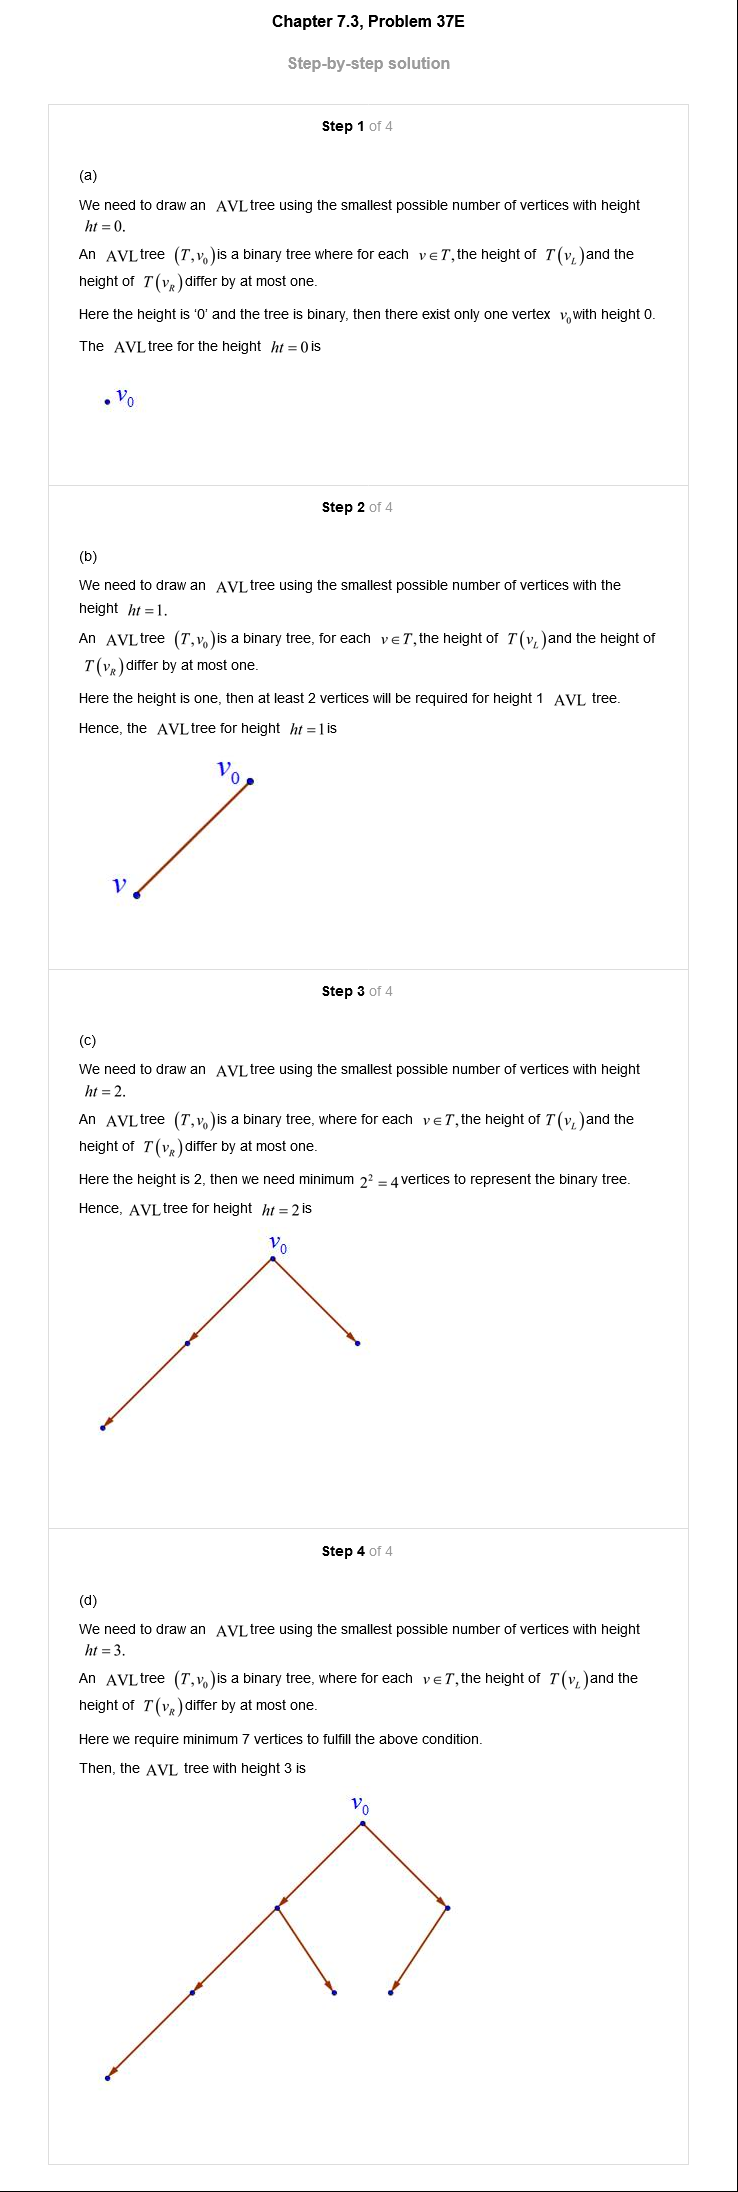 Chapter 7.3, Problem 37E
Step-by-step solution
Step 1 of 4
(a)
We need to draw an AVL tree using the smallest possible number of vertices with height
ht = 0.
An AVL tree (T, v₀) is a binary tree where for each v ∈ T, the height of T(v_L) and the
height of T(v_R) differ by at most one.
Here the height is ‘0’ and the tree is binary, then there exist only one vertex v₀ with height 0.
The AVL tree for the height ht = 0 is
v₀
Step 2 of 4
(b)
We need to draw an AVL tree using the smallest possible number of vertices with the
height ht = 1.
An AVL tree (T, v₀) is a binary tree, for each v ∈ T, the height of T(v_L) and the height of
T(v_R) differ by at most one.
Here the height is one, then at least 2 vertices will be required for height 1 AVL tree.
Hence, the AVL tree for height ht = 1 is
v₀
v
Step 3 of 4
(c)
We need to draw an AVL tree using the smallest possible number of vertices with height
ht = 2.
An AVL tree (T, v₀) is a binary tree, where for each v ∈ T, the height of T(v_L) and the
height of T(v_R) differ by at most one.
Here the height is 2, then we need minimum 2² = 4 vertices to represent the binary tree.
Hence, AVL tree for height ht = 2 is
v₀
Step 4 of 4
(d)
We need to draw an AVL tree using the smallest possible number of vertices with height
ht = 3.
An AVL tree (T, v₀) is a binary tree, where for each v ∈ T, the height of T(v_L) and the
height of T(v_R) differ by at most one.
Here we require minimum 7 vertices to fulfill the above condition.
Then, the AVL tree with height 3 is
v₀